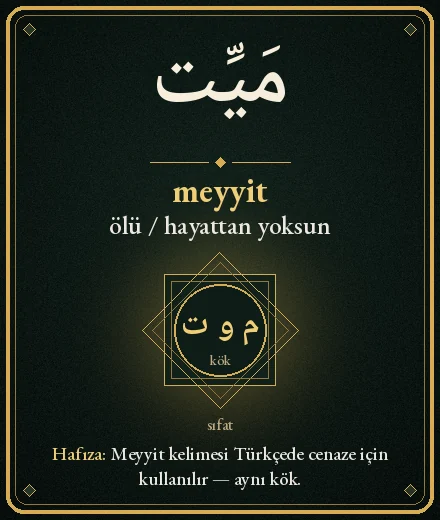 مَيِّت
meyyit
ölü / hayattan yoksun
م و ت
kök
sıfat
Hafıza: Meyyit kelimesi Türkçede cenaze için
kullanılır — aynı kök.